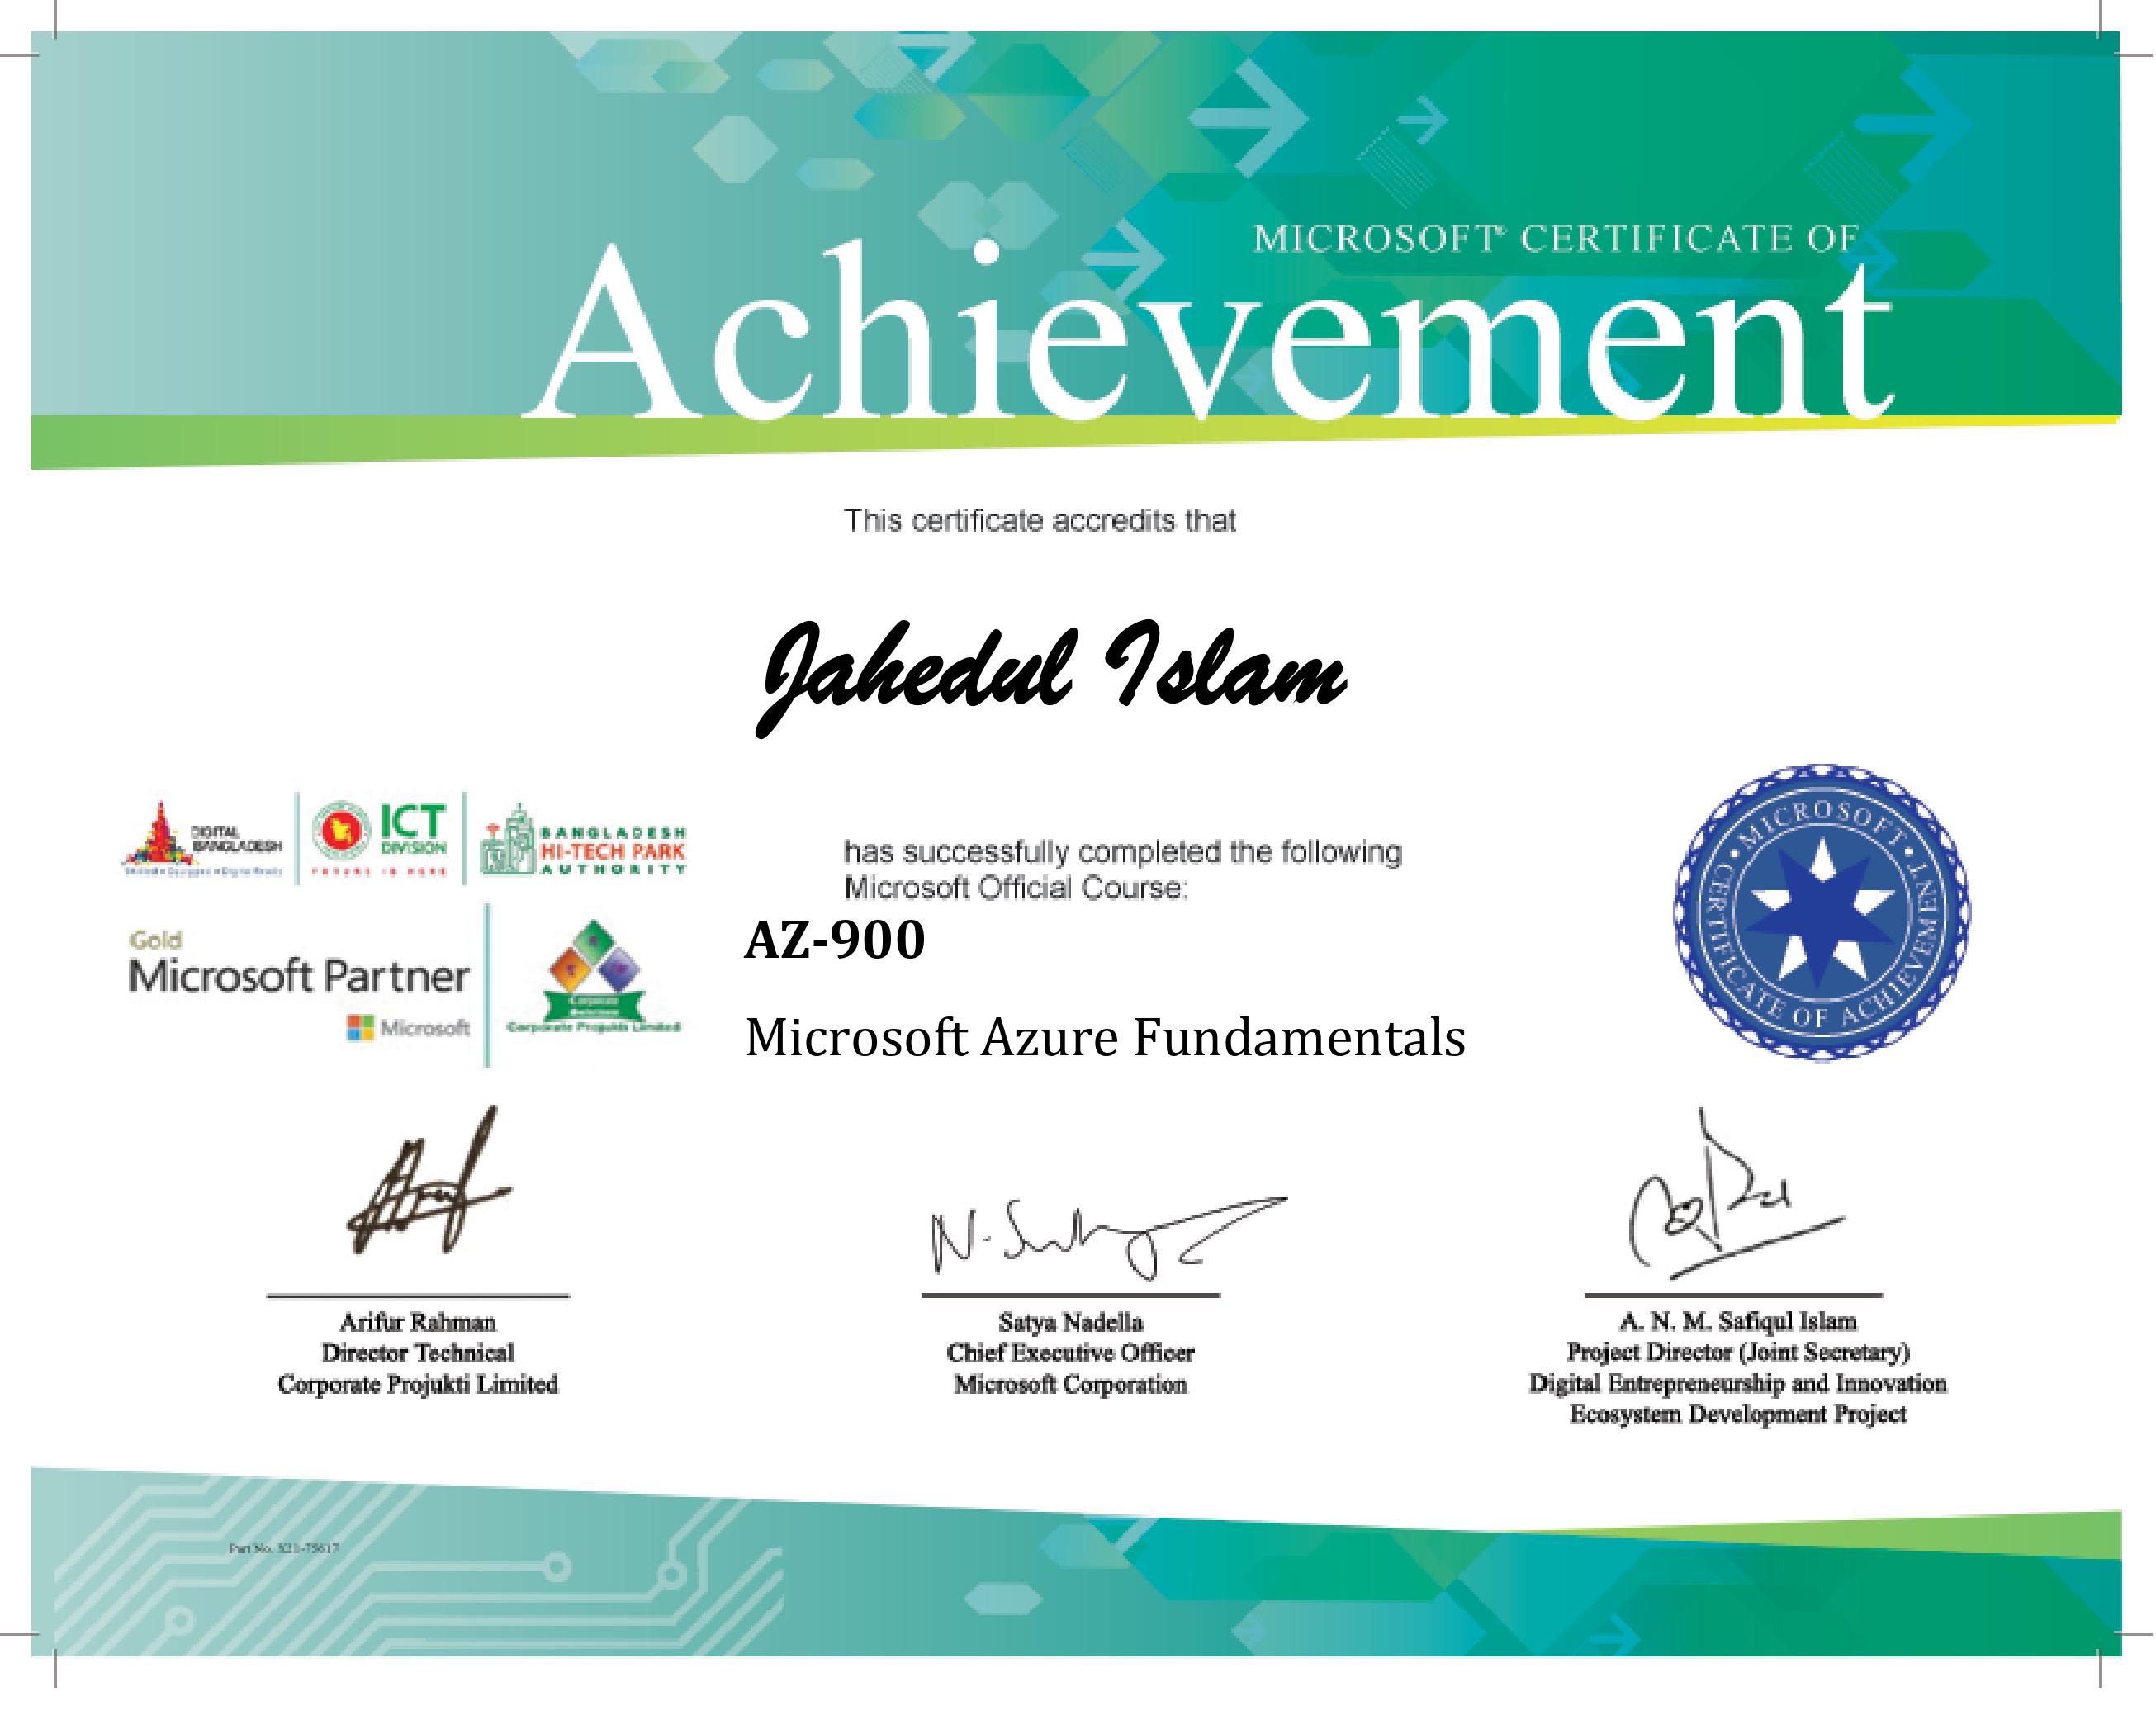 MICROSOFT® CERTIFICATE OF
Achievement
This certificate accredits that
Jahedul Islam
DIGITAL
BANGLADESH
ICT
DIVISION
FUTURE IS HERE
BANGLADESH
HI-TECH PARK
AUTHORITY
has successfully completed the following
Microsoft Official Course:
Gold
Microsoft Partner
Microsoft
Corporate
Corporate Projukti Limited
AZ-900
Microsoft Azure Fundamentals
MICROSOFT • CERTIFICATE OF ACHIEVEMENT •
Arifur Rahman
Director Technical
Corporate Projukti Limited
Satya Nadella
Chief Executive Officer
Microsoft Corporation
A. N. M. Safiqul Islam
Project Director (Joint Secretary)
Digital Entrepreneurship and Innovation
Ecosystem Development Project
Part No. X21-75617